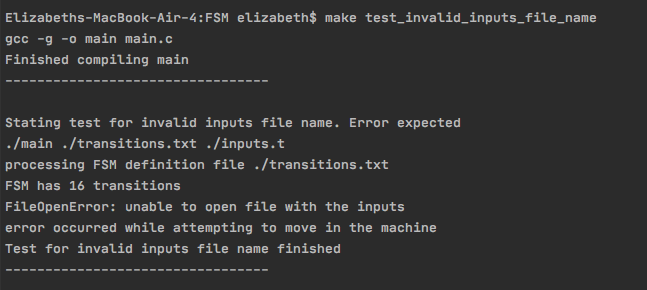 Elizabeths-MacBook-Air-4:FSM elizabeth$ make test_invalid_inputs_file_name
gcc -g -o main main.c
Finished compiling main
--------------------------------
Stating test for invalid inputs file name. Error expected
./main ./transitions.txt ./inputs.t
processing FSM definition file ./transitions.txt
FSM has 16 transitions
FileOpenError: unable to open file with the inputs
error occurred while attempting to move in the machine
Test for invalid inputs file name finished
--------------------------------